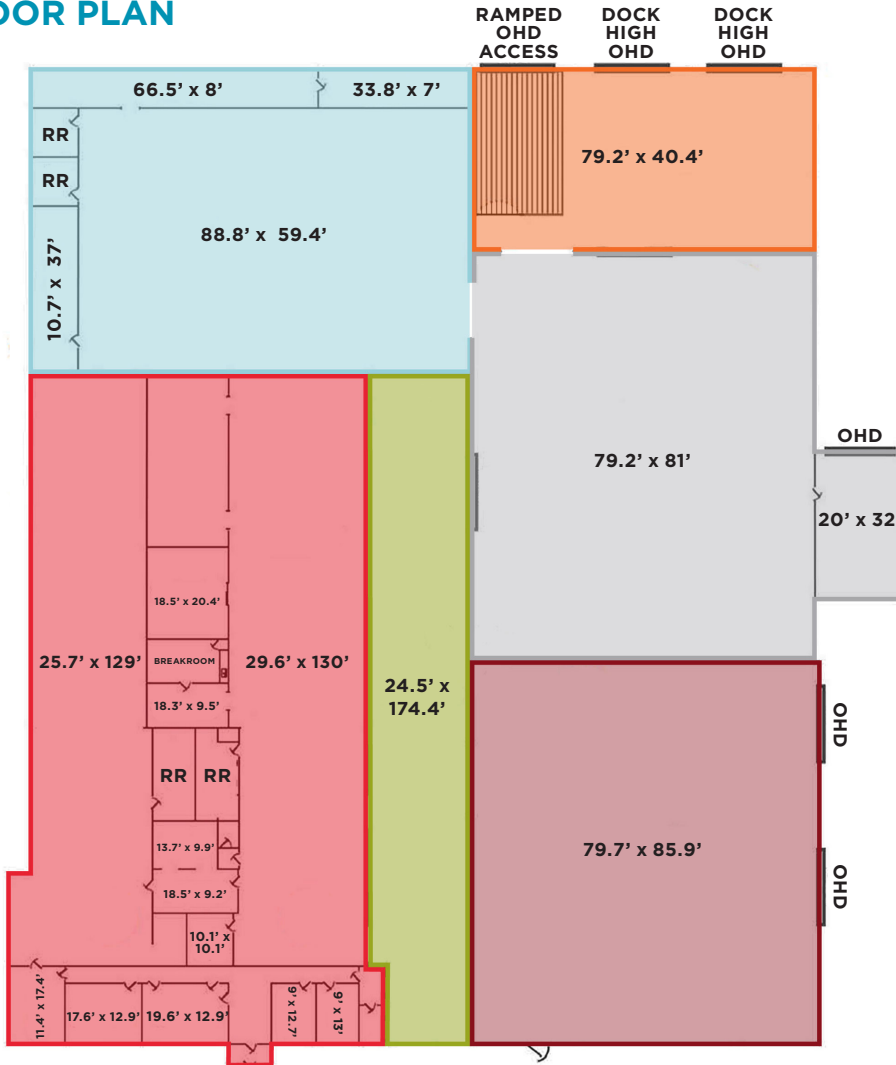 OOR PLAN
RAMPED
OHD
ACCESS
DOCK
HIGH
OHD
DOCK
HIGH
OHD
66.5’ x 8’
33.8’ x 7’
RR
RR
79.2’ x 40.4’
88.8’ x 59.4’
10.7’ x 37’
OHD
79.2’ x 81’
20’ x 32
18.5’ x 20.4’
25.7’ x 129’
BREAKROOM
29.6’ x 130’
24.5’ x
174.4’
18.3’ x 9.5’
OHD
RR
RR
13.7’ x 9.9’
79.7’ x 85.9’
OHD
18.5’ x 9.2’
10.1’ x
10.1’
11.4’ x 17.4’
17.6’ x 12.9’
19.6’ x 12.9’
9’ x 12.7’
9’ x 13’